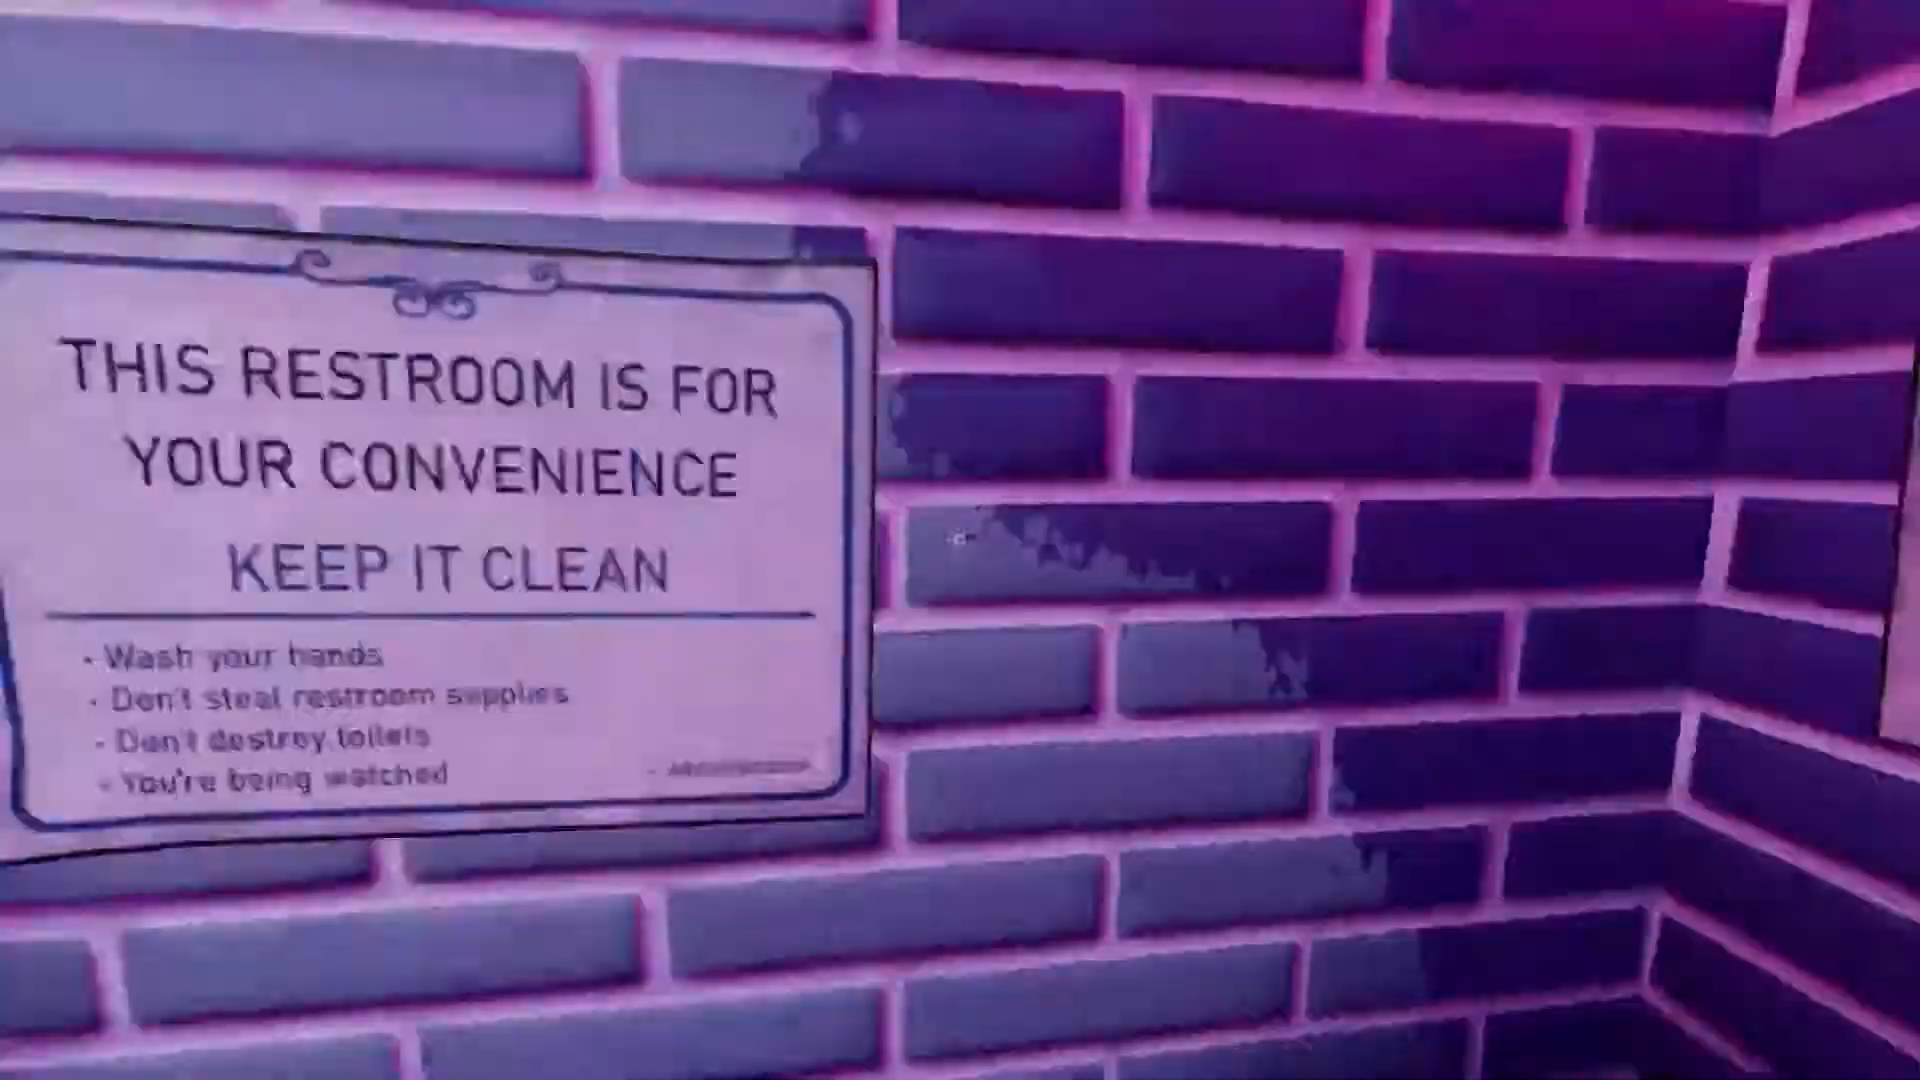 THIS RESTROOM IS FOR
YOUR CONVENIENCE
KEEP IT CLEAN
- Wash your hands
- Don't steal restroom supplies
- Don't destroy toilets
- You're being watched